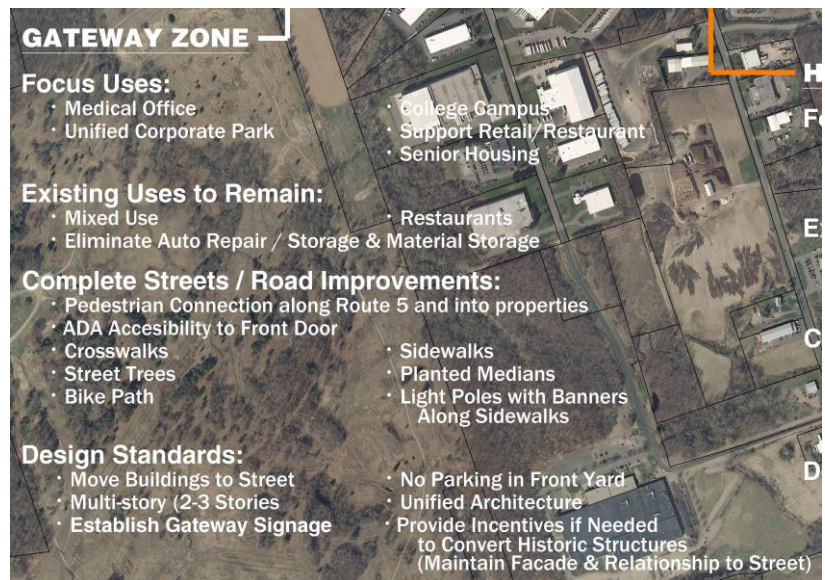 GATEWAY ZONE
Focus Uses:
· Medical Office
· Unified Corporate Park
· College Campus
· Support Retail/Restaurant
· Senior Housing
Existing Uses to Remain:
· Mixed Use
· Restaurants
· Eliminate Auto Repair / Storage & Material Storage
Complete Streets / Road Improvements:
· Pedestrian Connection along Route 5 and into properties
· ADA Accesibility to Front Door
· Crosswalks
· Street Trees
· Bike Path
· Sidewalks
· Planted Medians
· Light Poles with Banners
Along Sidewalks
Design Standards:
· Move Buildings to Street
· Multi-story (2-3 Stories
· Establish Gateway Signage
· No Parking in Front Yard
· Unified Architecture
· Provide Incentives if Needed
to Convert Historic Structures
(Maintain Facade & Relationship to Street)